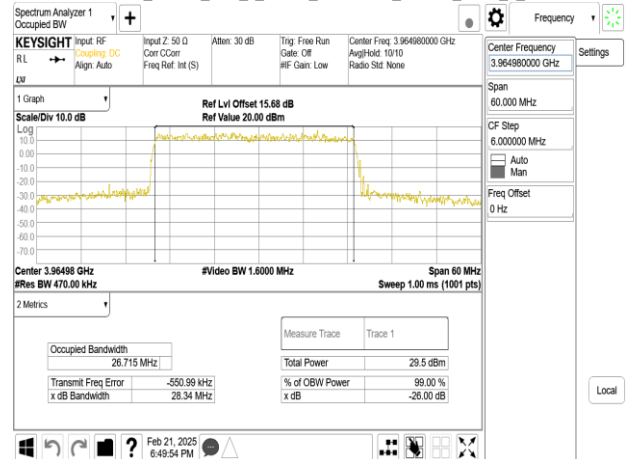 Spectrum Analyzer 1
Occupied BW
Frequency
KEYSIGHT
RL
LXI
Input: RF
Coupling: DC
Align: Auto
Input Z: 50 Ω
Corr CCorr
Freq Ref: Int (S)
Atten: 30 dB
Trig: Free Run
Gate: Off
#IF Gain: Low
Center Freq: 3.964980000 GHz
Avg|Hold: 10/10
Radio Std: None
Center Frequency
3.964980000 GHz
Settings
Span
60.000 MHz
CF Step
6.000000 MHz
Auto
Man
Freq Offset
0 Hz
Local
1 Graph
Scale/Div 10.0 dB
Ref Lvl Offset 15.68 dB
Ref Value 20.00 dBm
Log
10.0
0.00
-10.0
-20.0
-30.0
-40.0
-50.0
-60.0
-70.0
Center 3.96498 GHz
#Res BW 470.00 kHz
#Video BW 1.6000 MHz
Span 60 MHz
Sweep 1.00 ms (1001 pts)
2 Metrics
Measure Trace Trace 1
Occupied Bandwidth
26.715 MHz
Total Power 29.5 dBm
Transmit Freq Error -550.99 kHz
% of OBW Power 99.00 %
x dB Bandwidth 28.34 MHz
x dB -26.00 dB
Feb 21, 2025
6:49:54 PM